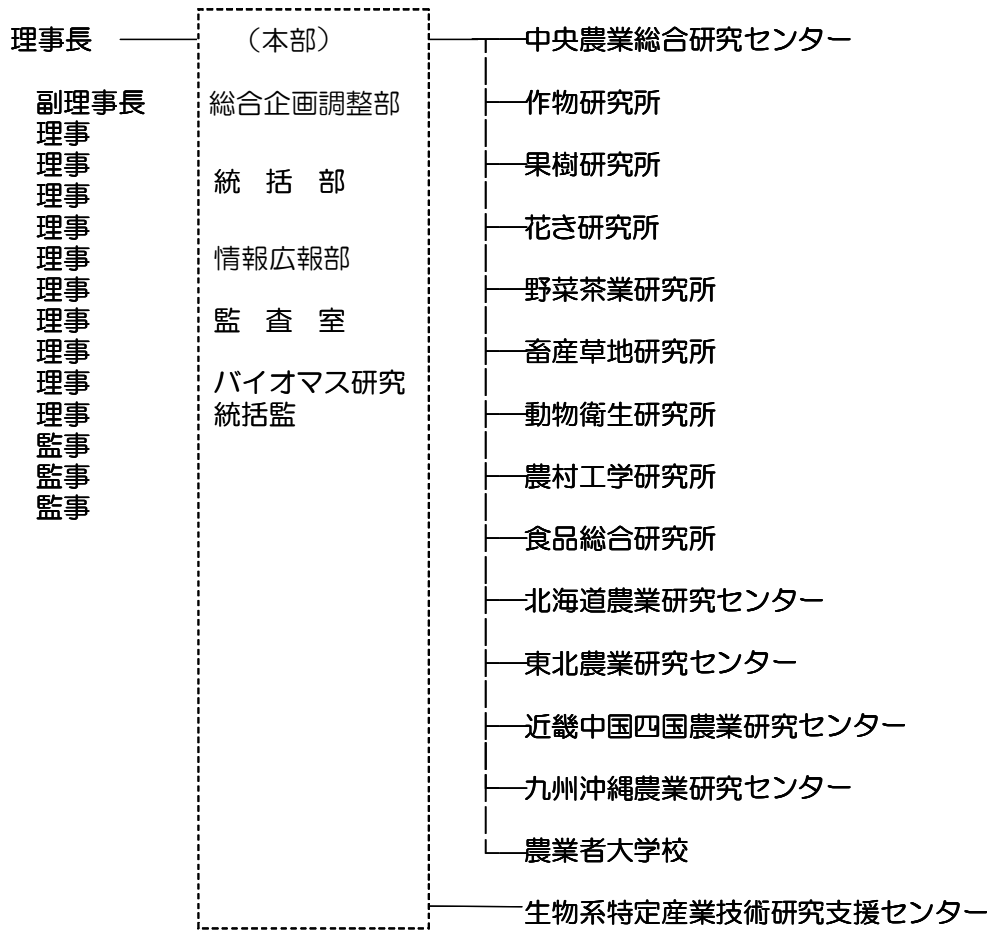 理事長
副理事長
理事
理事
理事
理事
理事
理事
理事
理事
理事
理事
監事
監事
監事
（本部）
総合企画調整部
統　括　部
情報広報部
監　査　室
バイオマス研究
統括監
中央農業総合研究センター
作物研究所
果樹研究所
花き研究所
野菜茶業研究所
畜産草地研究所
動物衛生研究所
農村工学研究所
食品総合研究所
北海道農業研究センター
東北農業研究センター
近畿中国四国農業研究センター
九州沖縄農業研究センター
農業者大学校
生物系特定産業技術研究支援センター